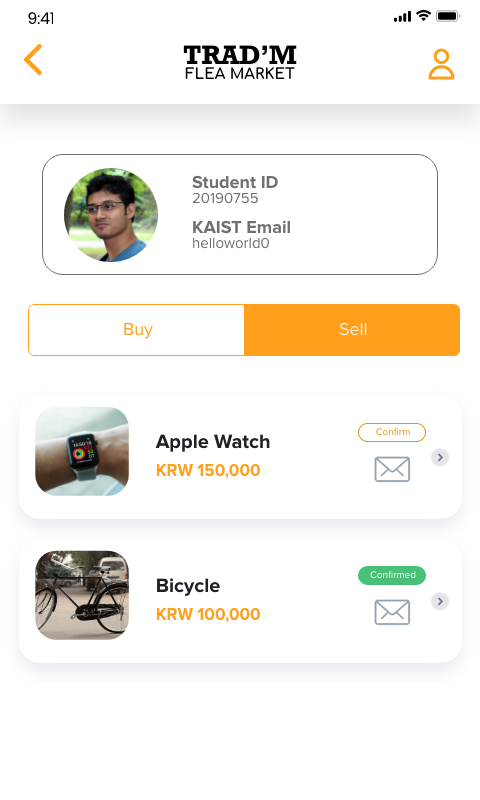 9:41
TRAD'M
FLEA MARKET
Student ID
20190755
KAIST Email
helloworld0
Buy
Sell
Apple Watch
KRW 150,000
Confirm
Bicycle
KRW 100,000
Confirmed